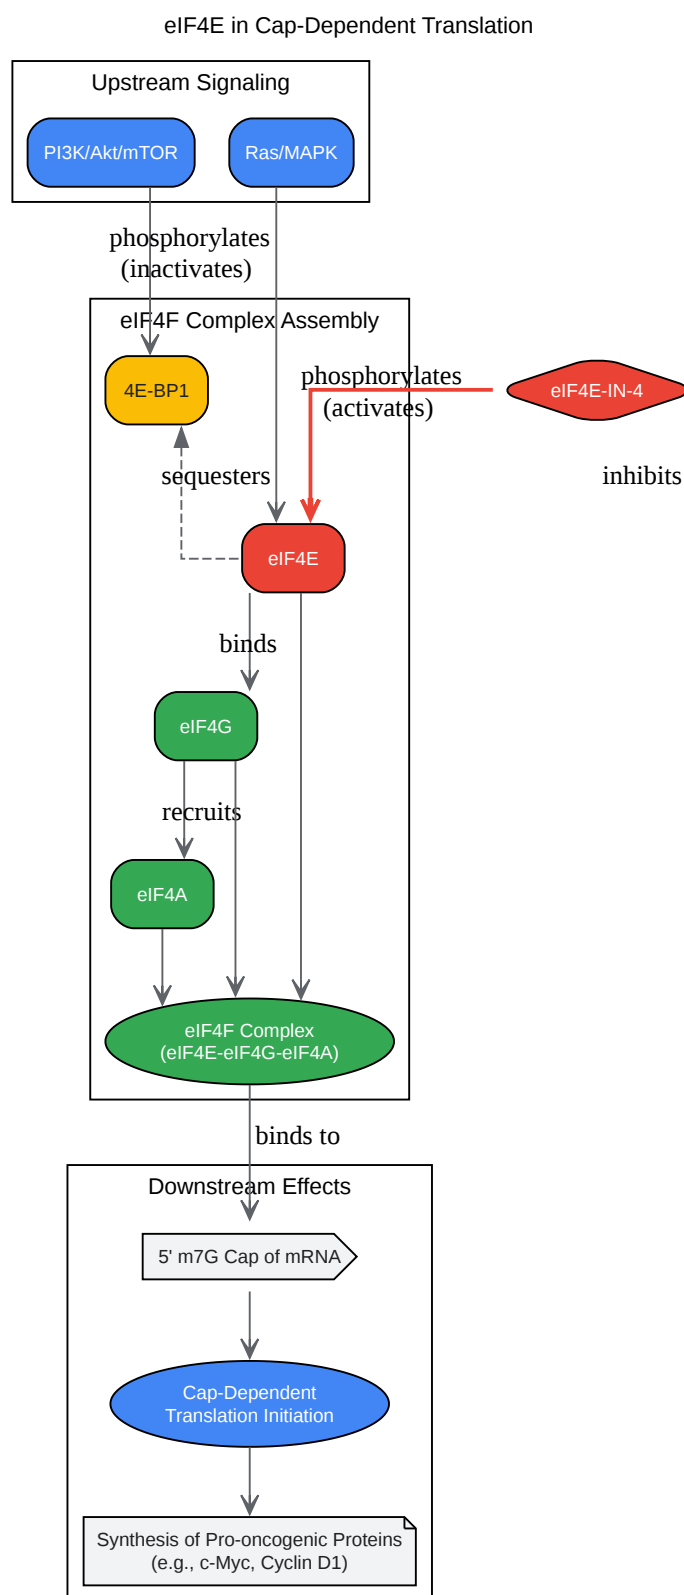 eIF4E in Cap-Dependent Translation
Upstream Signaling
PI3K/Akt/mTOR
Ras/MAPK
phosphorylates
(inactivates)
eIF4F Complex Assembly
phosphorylates
(activates)
4E-BP1
eIF4E-IN-4
sequesters
inhibits
eIF4E
binds
eIF4G
recruits
eIF4A
eIF4F Complex
(eIF4E-eIF4G-eIF4A)
binds to
Downstream Effects
5' m7G Cap of mRNA
Cap-Dependent
Translation Initiation
Synthesis of Pro-oncogenic Proteins
(e.g., c-Myc, Cyclin D1)